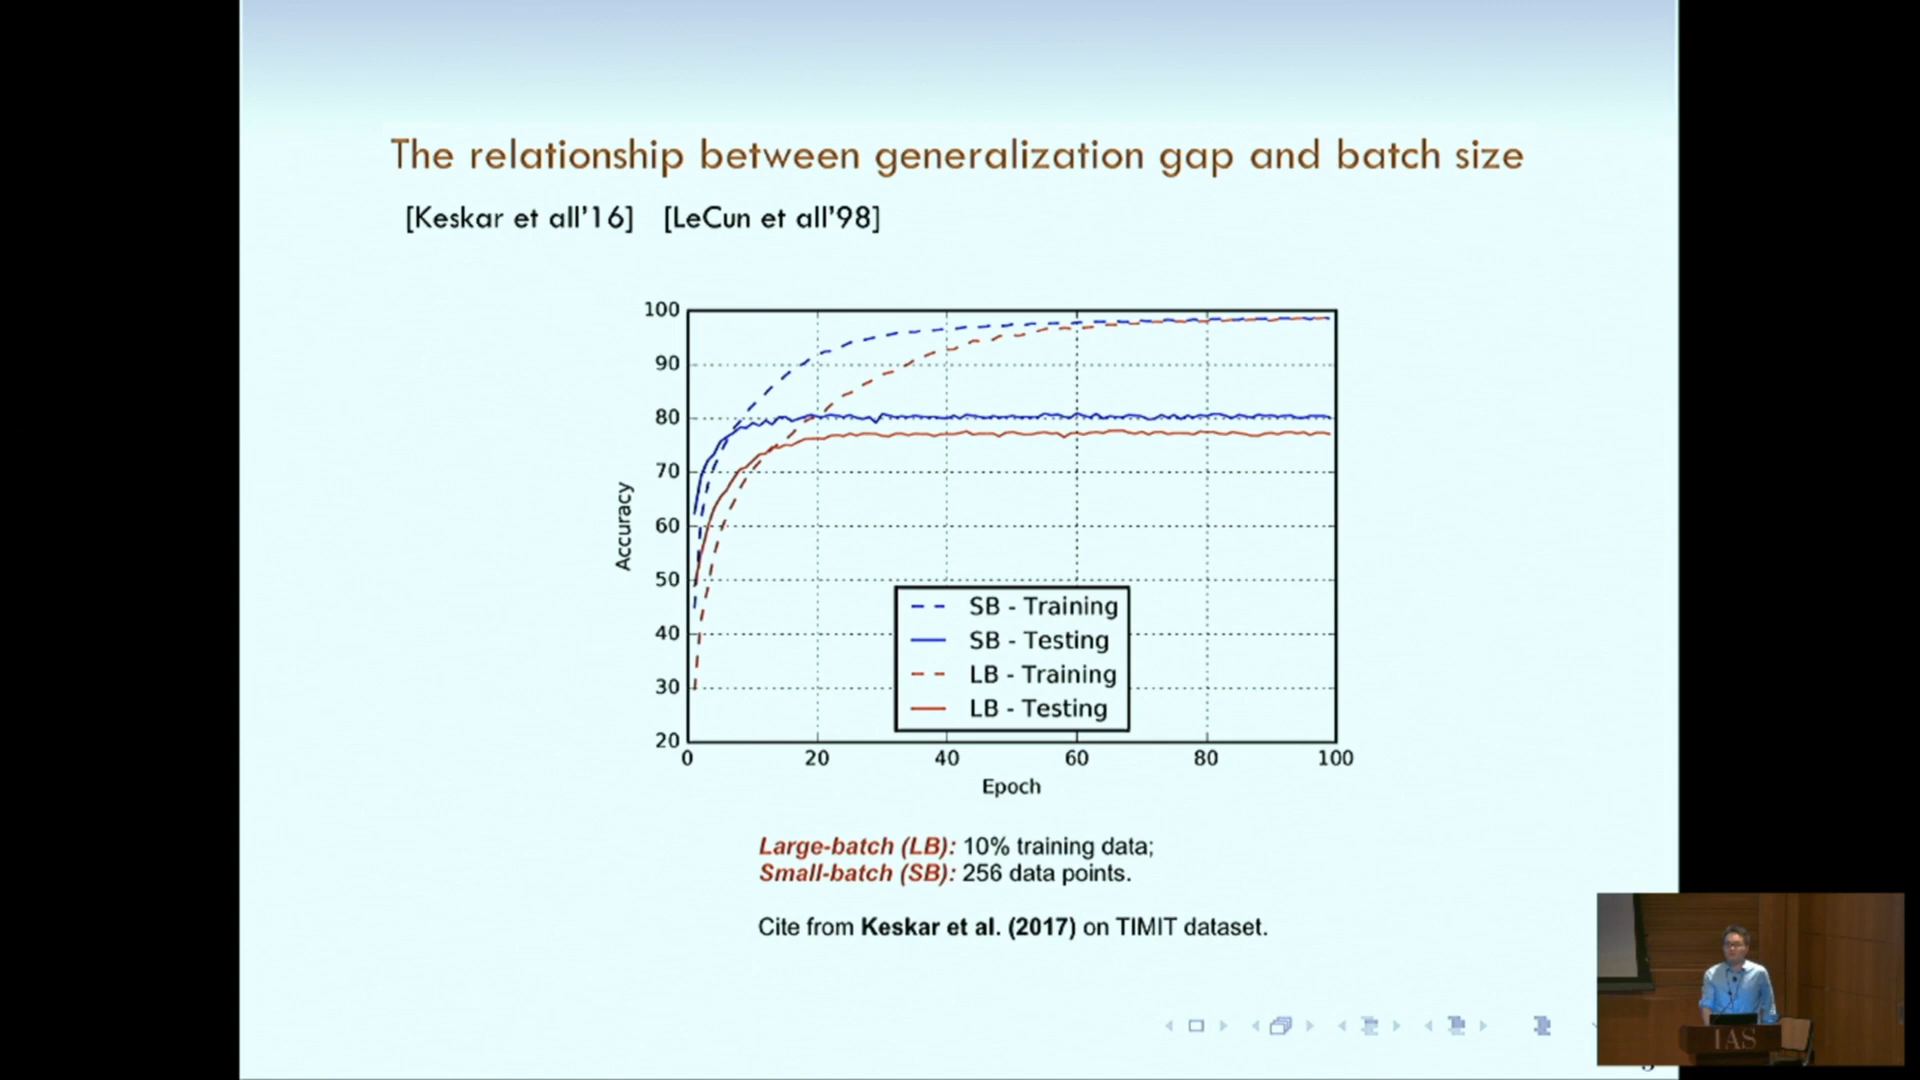 The relationship between generalization gap and batch size
[Keskar et all'16] [LeCun et all'98]
100
90
80
70
60
50
40
30
20
Accuracy
SB - Training
SB - Testing
LB - Training
LB - Testing
0 20 40 60 80 100
Epoch
Large-batch (LB): 10% training data;
Small-batch (SB): 256 data points.
Cite from Keskar et al. (2017) on TIMIT dataset.
IAS